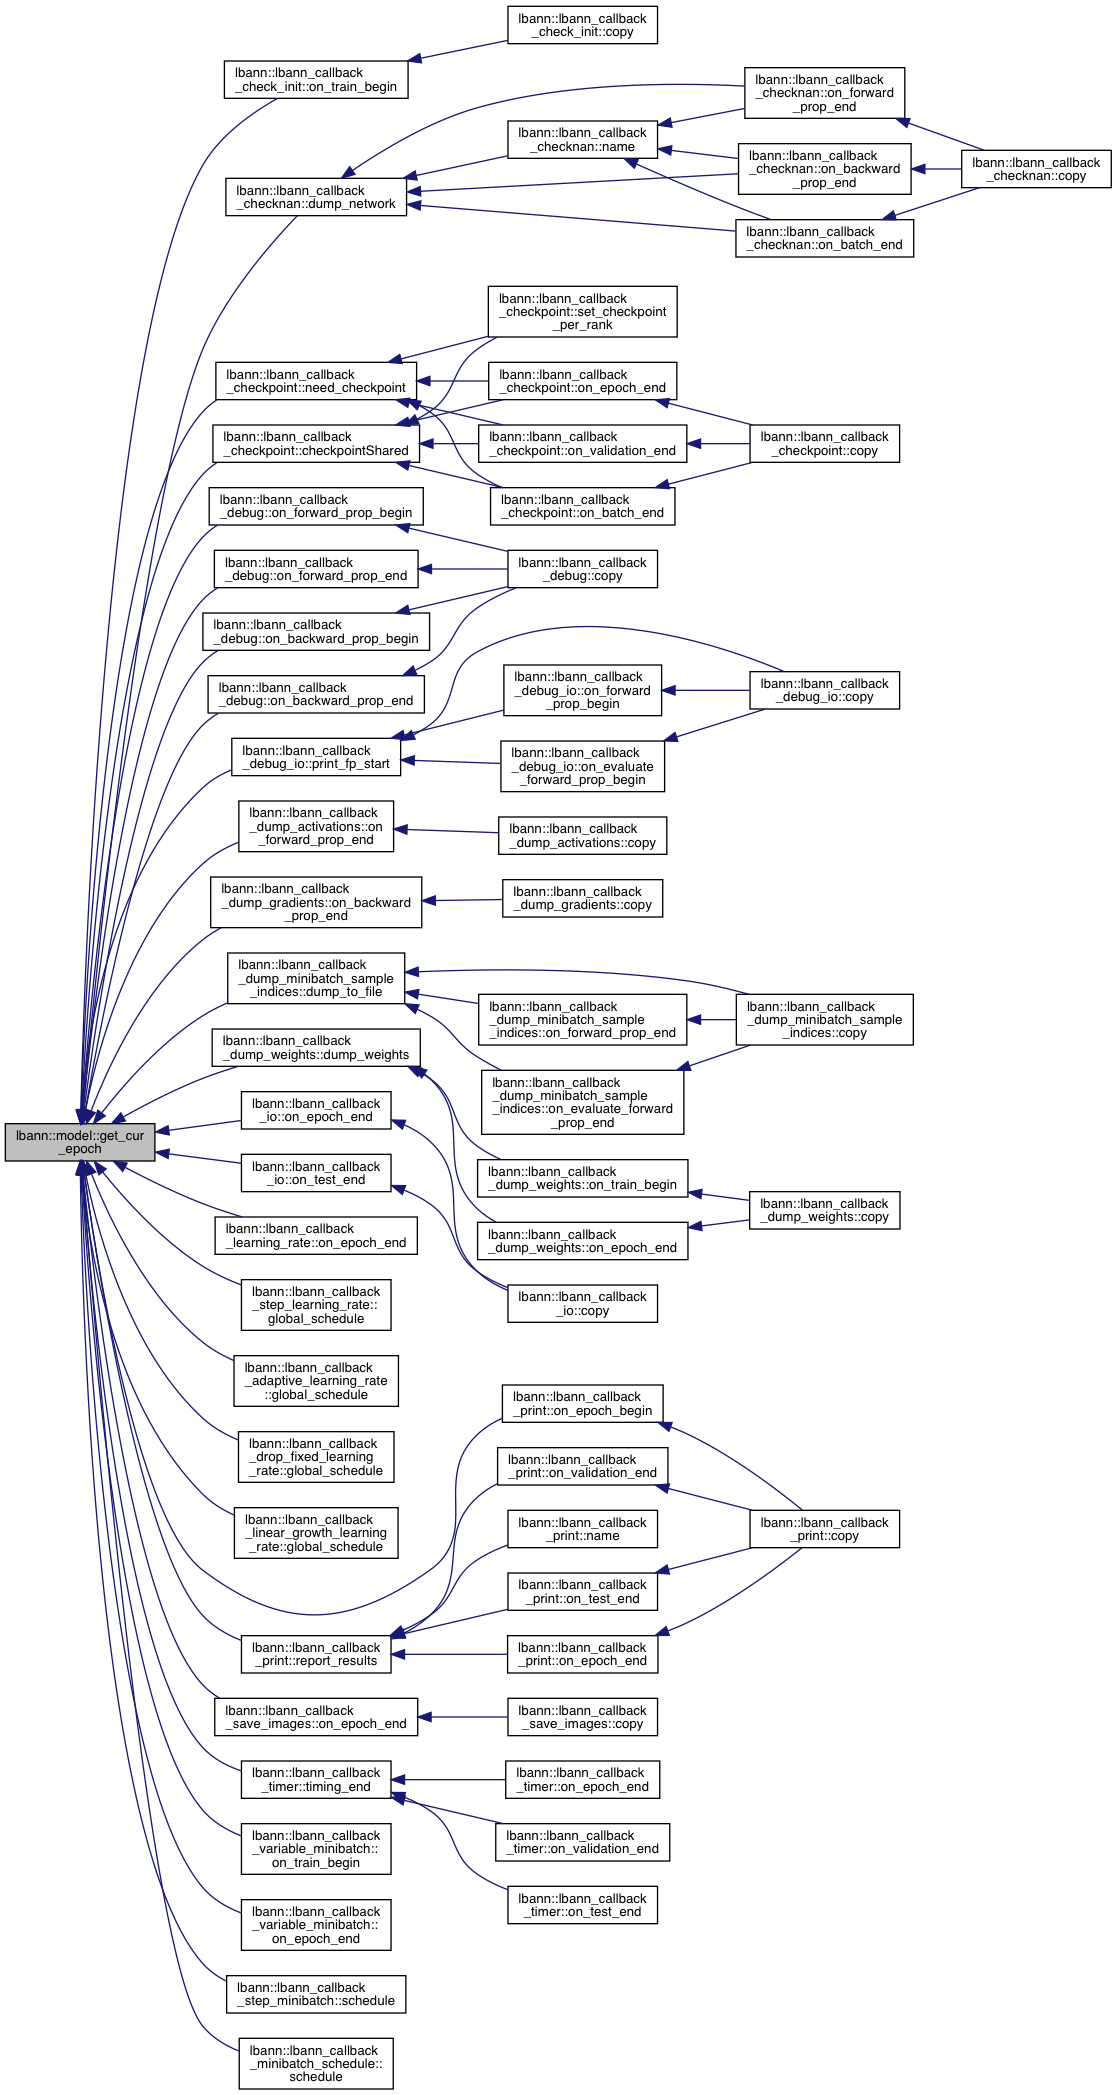 lbann::lbann_callback
_check_init::copy
lbann::lbann_callback
_check_init::on_train_begin
lbann::lbann_callback
_checknan::on_forward
_prop_end
lbann::lbann_callback
_checknan::name
lbann::lbann_callback
_checknan::on_backward
_prop_end
lbann::lbann_callback
_checknan::copy
lbann::lbann_callback
_checknan::dump_network
lbann::lbann_callback
_checknan::on_batch_end
lbann::lbann_callback
_checkpoint::set_checkpoint
_per_rank
lbann::lbann_callback
_checkpoint::need_checkpoint
lbann::lbann_callback
_checkpoint::on_epoch_end
lbann::lbann_callback
_checkpoint::checkpointShared
lbann::lbann_callback
_checkpoint::on_validation_end
lbann::lbann_callback
_checkpoint::copy
lbann::lbann_callback
_debug::on_forward_prop_begin
lbann::lbann_callback
_checkpoint::on_batch_end
lbann::lbann_callback
_debug::on_forward_prop_end
lbann::lbann_callback
_debug::copy
lbann::lbann_callback
_debug::on_backward_prop_begin
lbann::lbann_callback
_debug::on_backward_prop_end
lbann::lbann_callback
_debug_io::on_forward
_prop_begin
lbann::lbann_callback
_debug_io::copy
lbann::lbann_callback
_debug_io::print_fp_start
lbann::lbann_callback
_debug_io::on_evaluate
_forward_prop_begin
lbann::lbann_callback
_dump_activations::on
_forward_prop_end
lbann::lbann_callback
_dump_activations::copy
lbann::lbann_callback
_dump_gradients::on_backward
_prop_end
lbann::lbann_callback
_dump_gradients::copy
lbann::lbann_callback
_dump_minibatch_sample
_indices::dump_to_file
lbann::lbann_callback
_dump_minibatch_sample
_indices::on_forward_prop_end
lbann::lbann_callback
_dump_minibatch_sample
_indices::copy
lbann::lbann_callback
_dump_weights::dump_weights
lbann::lbann_callback
_dump_minibatch_sample
_indices::on_evaluate_forward
_prop_end
lbann::lbann_callback
_io::on_epoch_end
lbann::model::get_cur
_epoch
lbann::lbann_callback
_io::on_test_end
lbann::lbann_callback
_dump_weights::on_train_begin
lbann::lbann_callback
_dump_weights::copy
lbann::lbann_callback
_learning_rate::on_epoch_end
lbann::lbann_callback
_dump_weights::on_epoch_end
lbann::lbann_callback
_step_learning_rate::
global_schedule
lbann::lbann_callback
_io::copy
lbann::lbann_callback
_adaptive_learning_rate
::global_schedule
lbann::lbann_callback
_print::on_epoch_begin
lbann::lbann_callback
_drop_fixed_learning
_rate::global_schedule
lbann::lbann_callback
_print::on_validation_end
lbann::lbann_callback
_linear_growth_learning
_rate::global_schedule
lbann::lbann_callback
_print::name
lbann::lbann_callback
_print::copy
lbann::lbann_callback
_print::on_test_end
lbann::lbann_callback
_print::report_results
lbann::lbann_callback
_print::on_epoch_end
lbann::lbann_callback
_save_images::on_epoch_end
lbann::lbann_callback
_save_images::copy
lbann::lbann_callback
_timer::timing_end
lbann::lbann_callback
_timer::on_epoch_end
lbann::lbann_callback
_variable_minibatch::
on_train_begin
lbann::lbann_callback
_timer::on_validation_end
lbann::lbann_callback
_variable_minibatch::
on_epoch_end
lbann::lbann_callback
_timer::on_test_end
lbann::lbann_callback
_step_minibatch::schedule
lbann::lbann_callback
_minibatch_schedule::
schedule